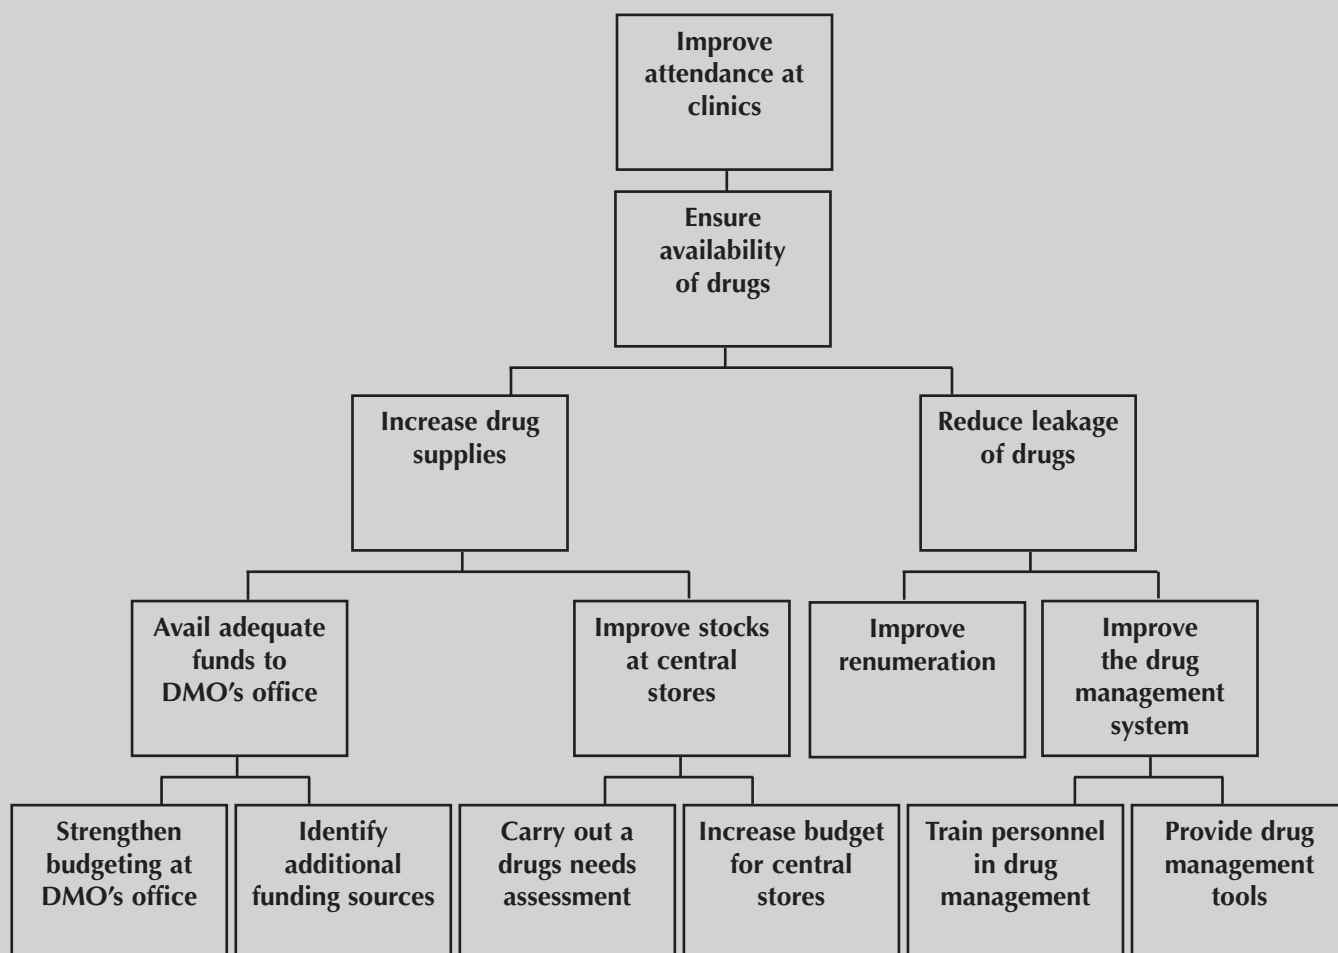 Improve
attendance at
clinics
Ensure
availability
of drugs
Increase drug
supplies
Reduce leakage
of drugs
Avail adequate
funds to
DMO’s office
Improve stocks
at central
stores
Improve
renumeration
Improve
the drug
management
system
Strengthen
budgeting at
DMO’s office
Identify
additional
funding sources
Carry out a
drugs needs
assessment
Increase budget
for central
stores
Train personnel
in drug
management
Provide drug
management
tools